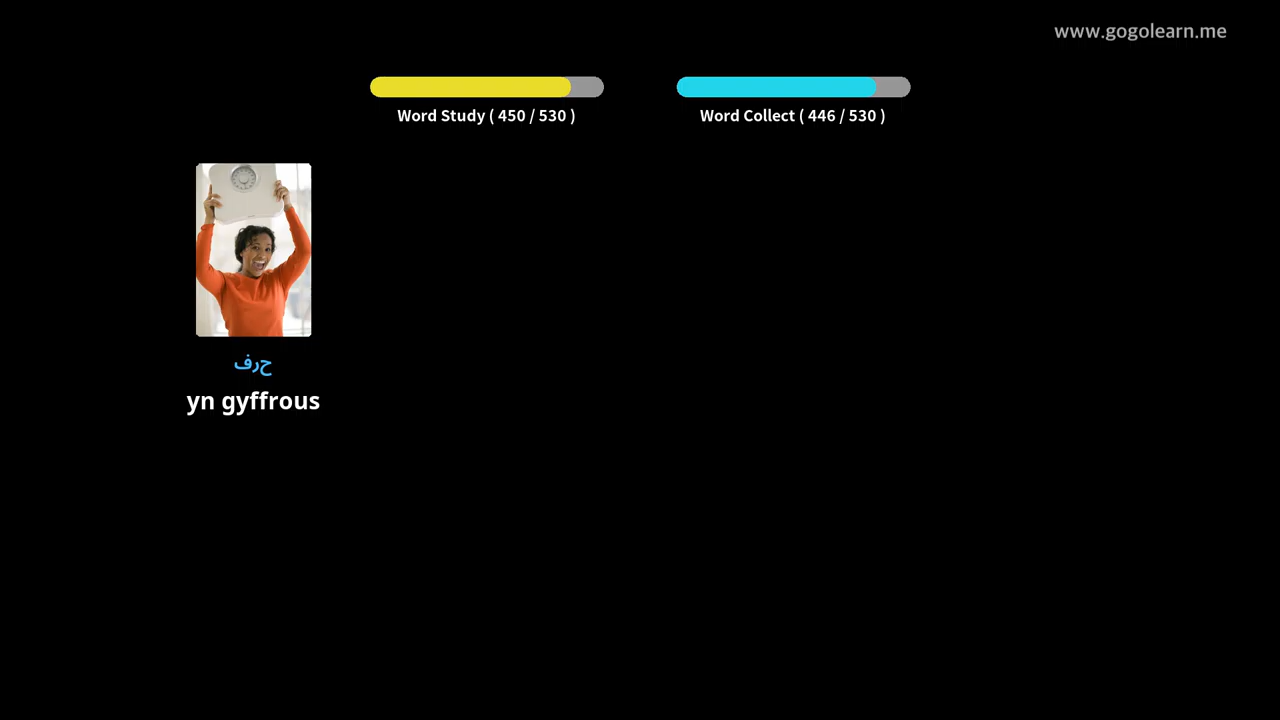 www.gogolearn.me
Word Study ( 450 / 530 )
Word Collect ( 446 / 530 )
حرف
yn gyffrous